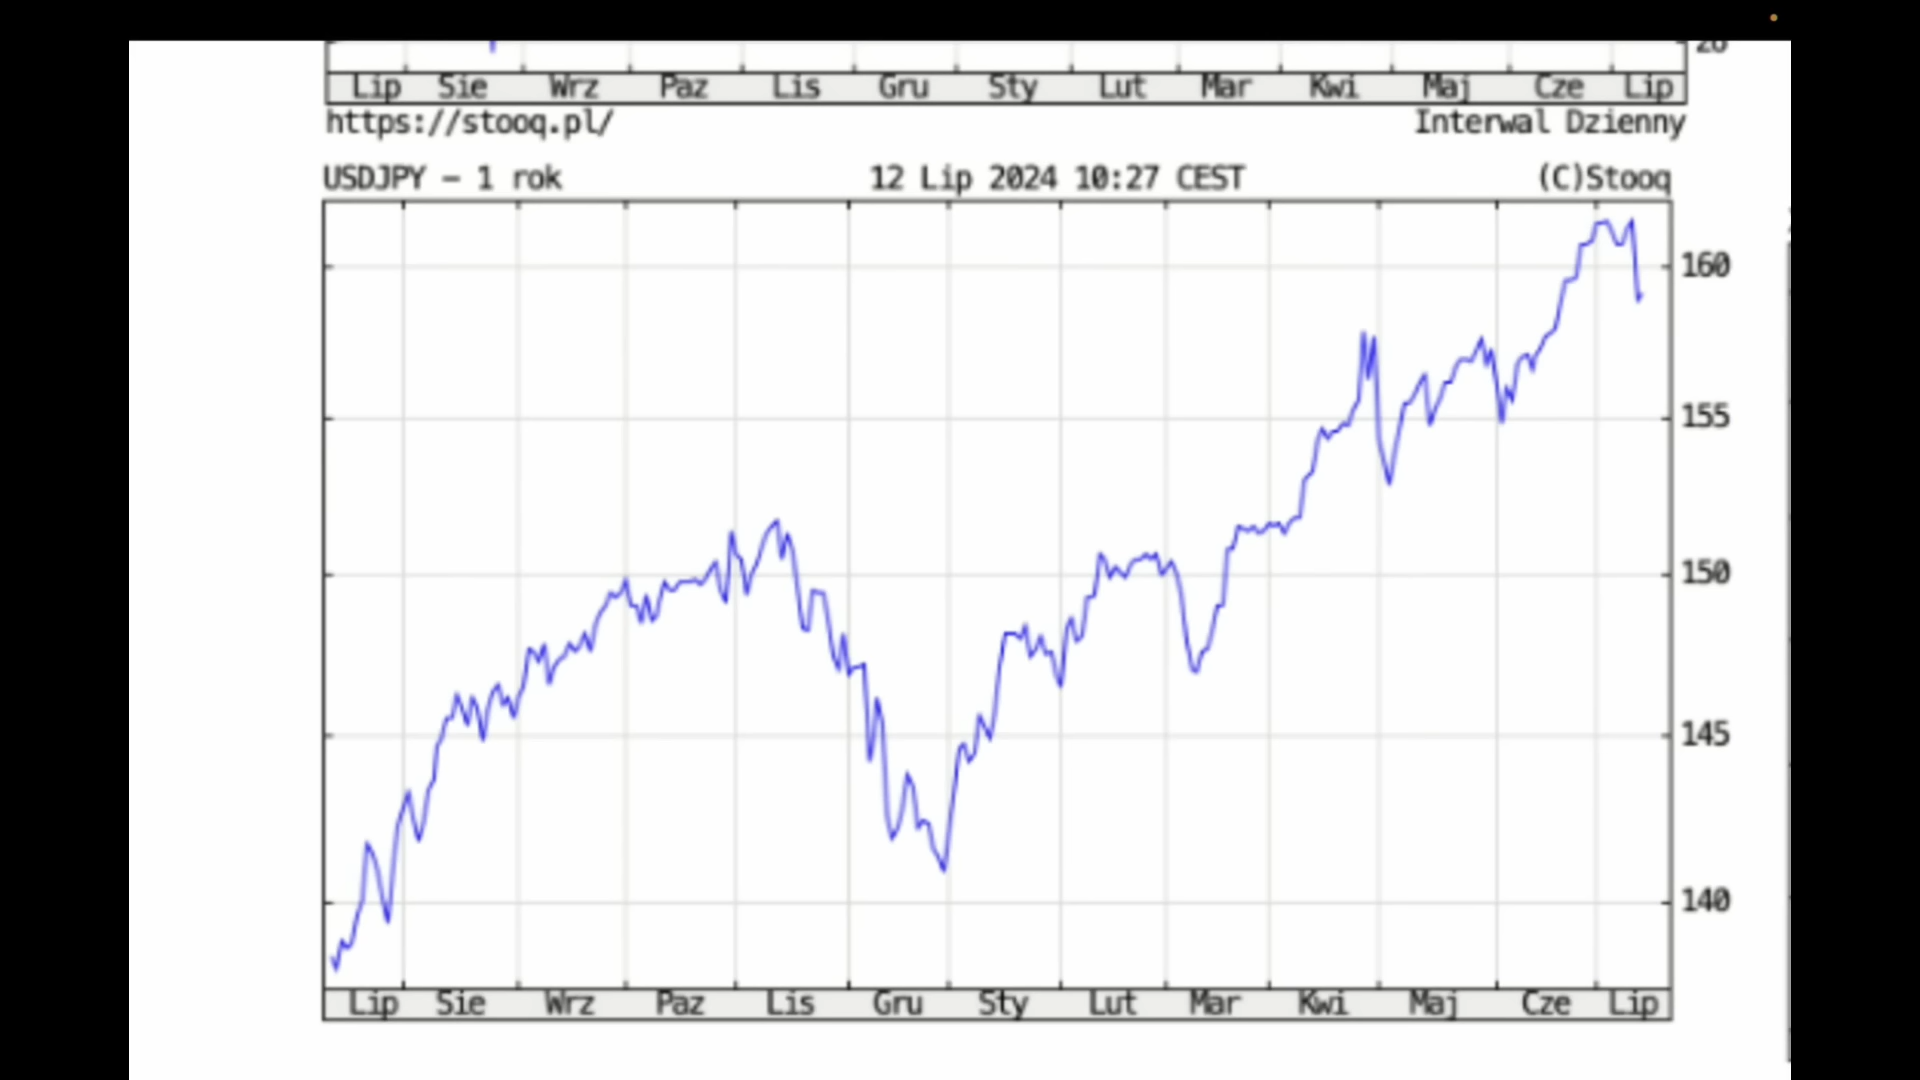 28
Lip Sie Wrz Paz Lis Gru Sty Lut Mar Kwi Maj Cze Lip
https://stooq.pl/ Interwal Dzienny
USDJPY – 1 rok 12 Lip 2024 10:27 CEST (C)Stooq
160
155
150
145
140
Lip Sie Wrz Paz Lis Gru Sty Lut Mar Kwi Maj Cze Lip